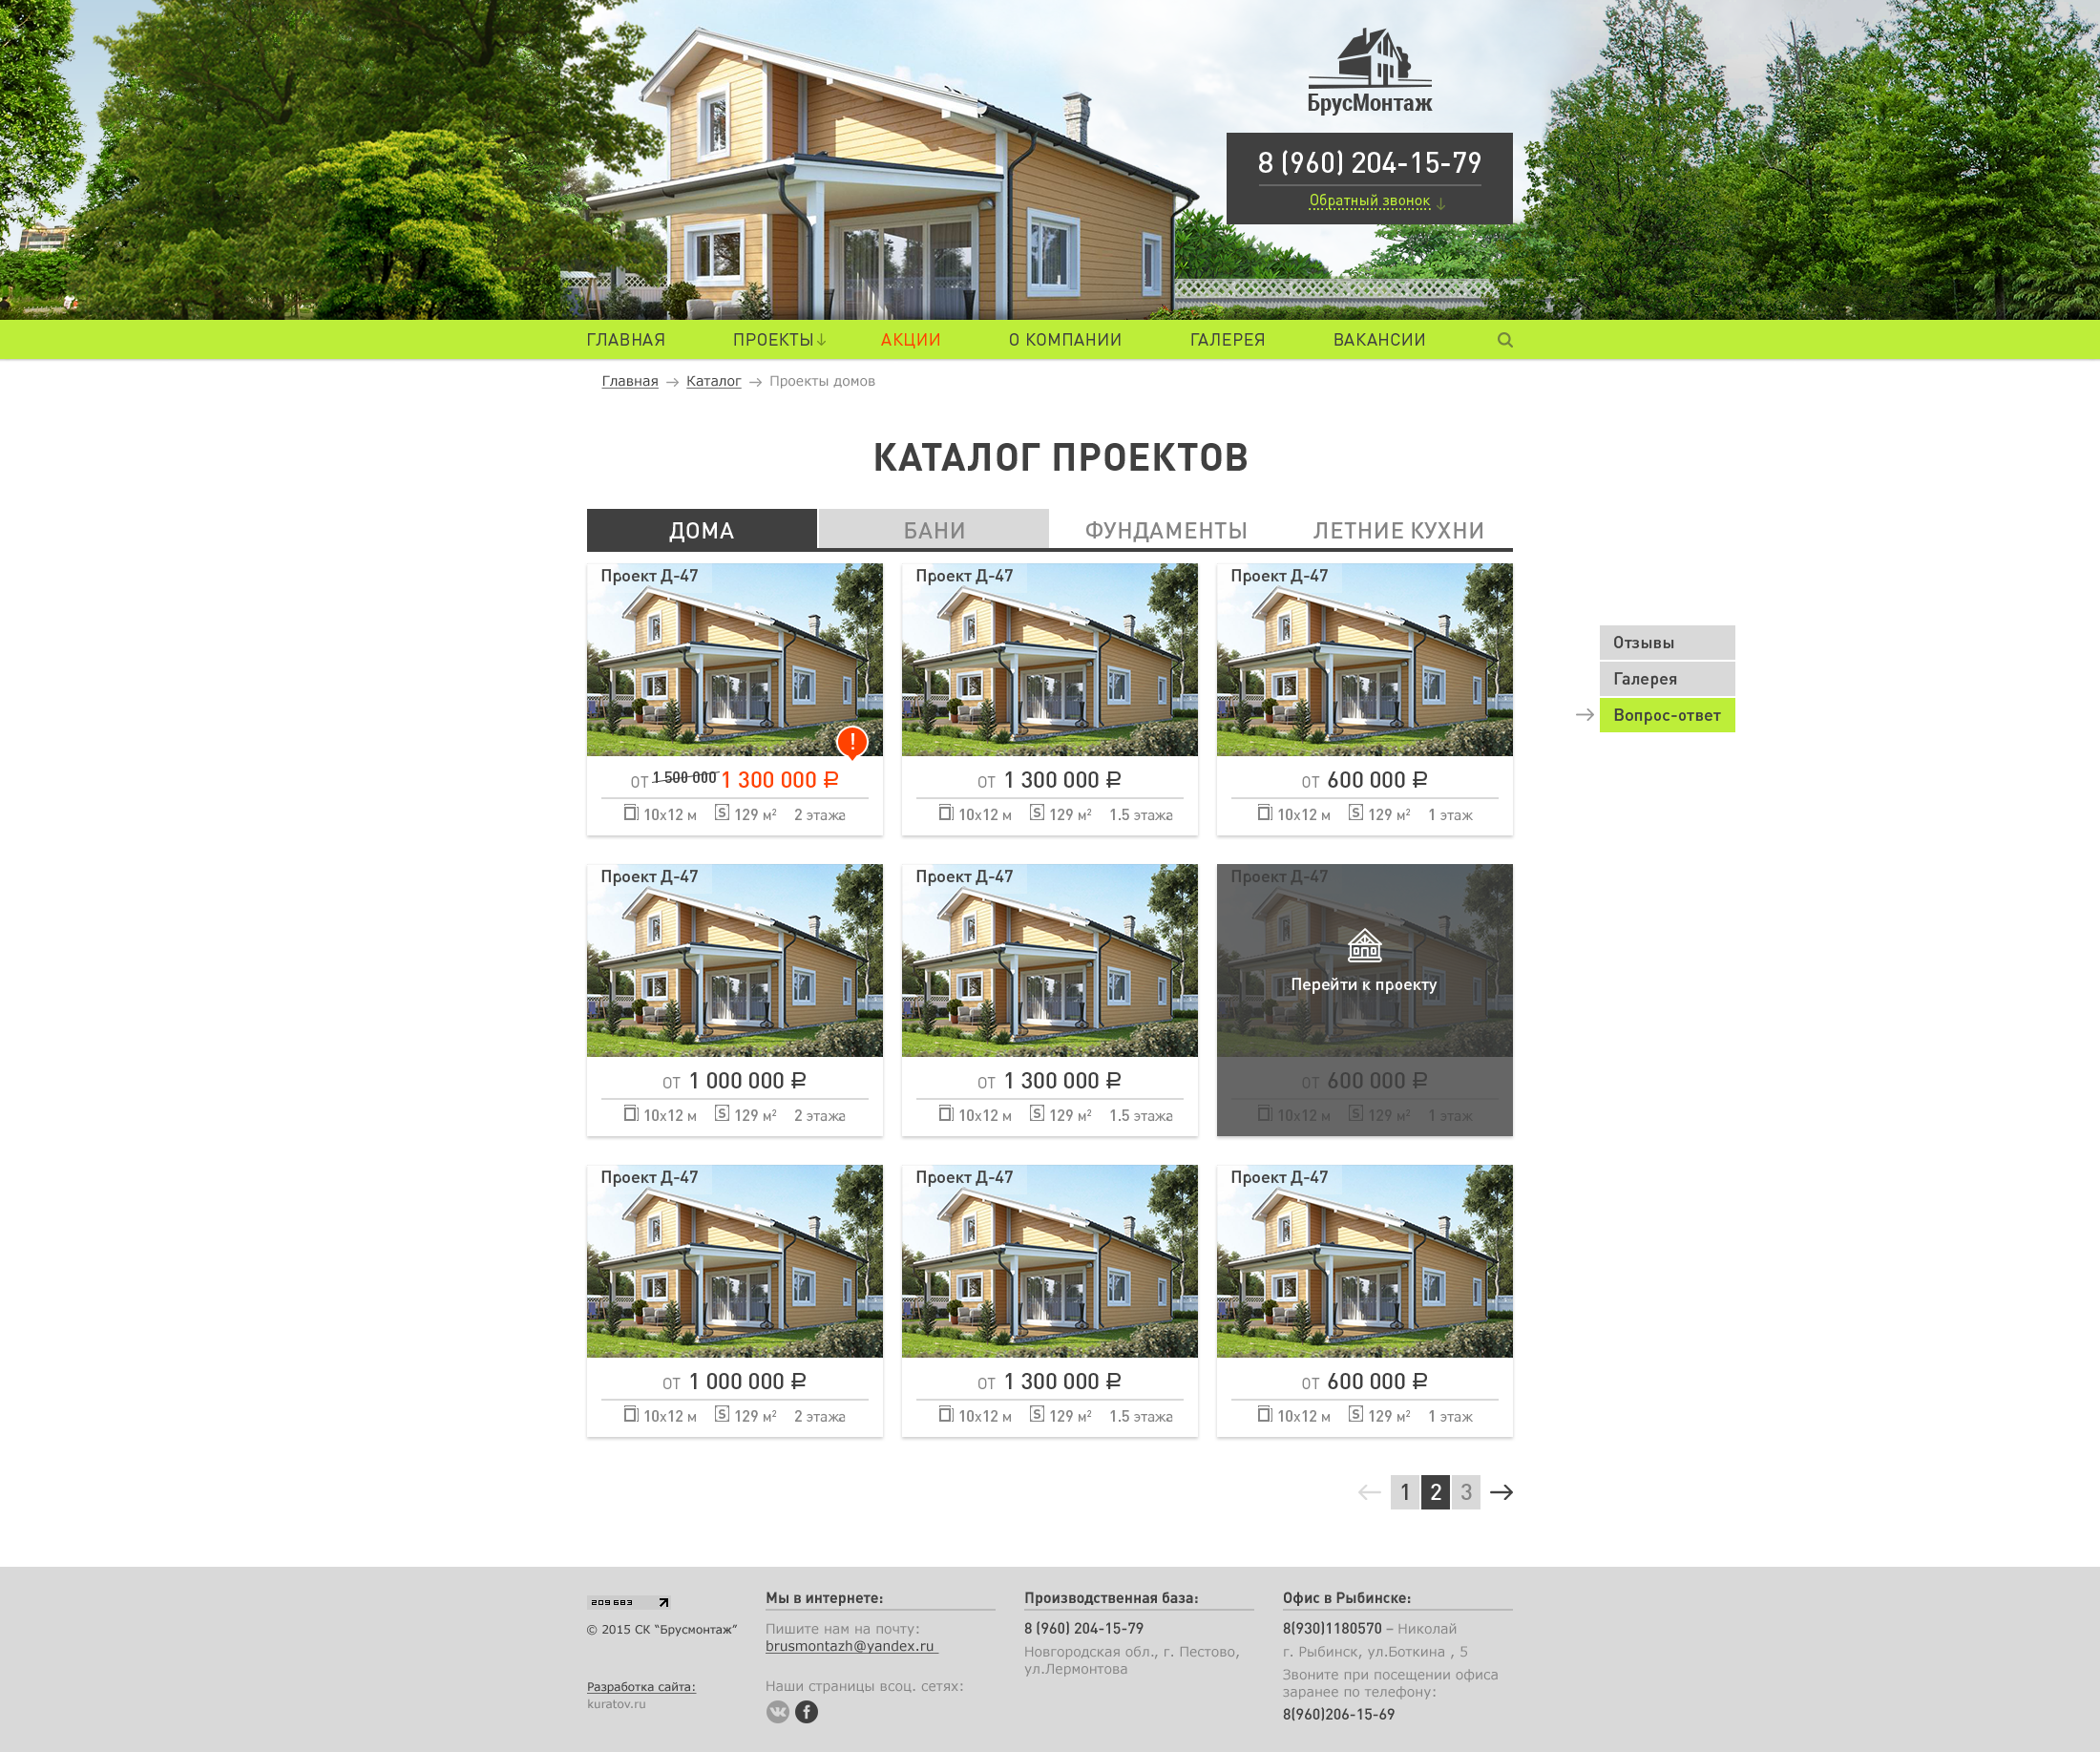 БрусМонтаж
8 (960) 204-15-79
Обратный звонок
ГЛАВНАЯ ПРОЕКТЫ АКЦИИ О КОМПАНИИ ГАЛЕРЕЯ ВАКАНСИИ
Главная → Каталог → Проекты домов
КАТАЛОГ ПРОЕКТОВ
ДОМА БАНИ ФУНДАМЕНТЫ ЛЕТНИЕ КУХНИ
Проект Д-47 Проект Д-47 Проект Д-47
Отзывы
Галерея
Вопрос-ответ
!
от 1 500 000 1 300 000 ₽ от 1 300 000 ₽ от 600 000 ₽
10x12 м S 129 м² 2 этажа 10x12 м S 129 м² 1.5 этажа 10x12 м S 129 м² 1 этаж
Проект Д-47 Проект Д-47 Проект Д-47
Перейти к проекту
от 1 000 000 ₽ от 1 300 000 ₽ от 600 000 ₽
10x12 м S 129 м² 2 этажа 10x12 м S 129 м² 1.5 этажа 10x12 м S 129 м² 1 этаж
Проект Д-47 Проект Д-47 Проект Д-47
от 1 000 000 ₽ от 1 300 000 ₽ от 600 000 ₽
10x12 м S 129 м² 2 этажа 10x12 м S 129 м² 1.5 этажа 10x12 м S 129 м² 1 этаж
← 1 2 3 →
209 683
© 2015 СК “Брусмонтаж”
Разработка сайта:
kuratov.ru
Мы в интернете:
Пишите нам на почту:
brusmontazh@yandex.ru
Наши страницы всоц. сетях:
Производственная база:
8 (960) 204-15-79
Новгородская обл., г. Пестово,
ул.Лермонтова
Офис в Рыбинске:
8(930)1180570 – Николай
г. Рыбинск, ул.Боткина , 5
Звоните при посещении офиса
заранее по телефону:
8(960)206-15-69